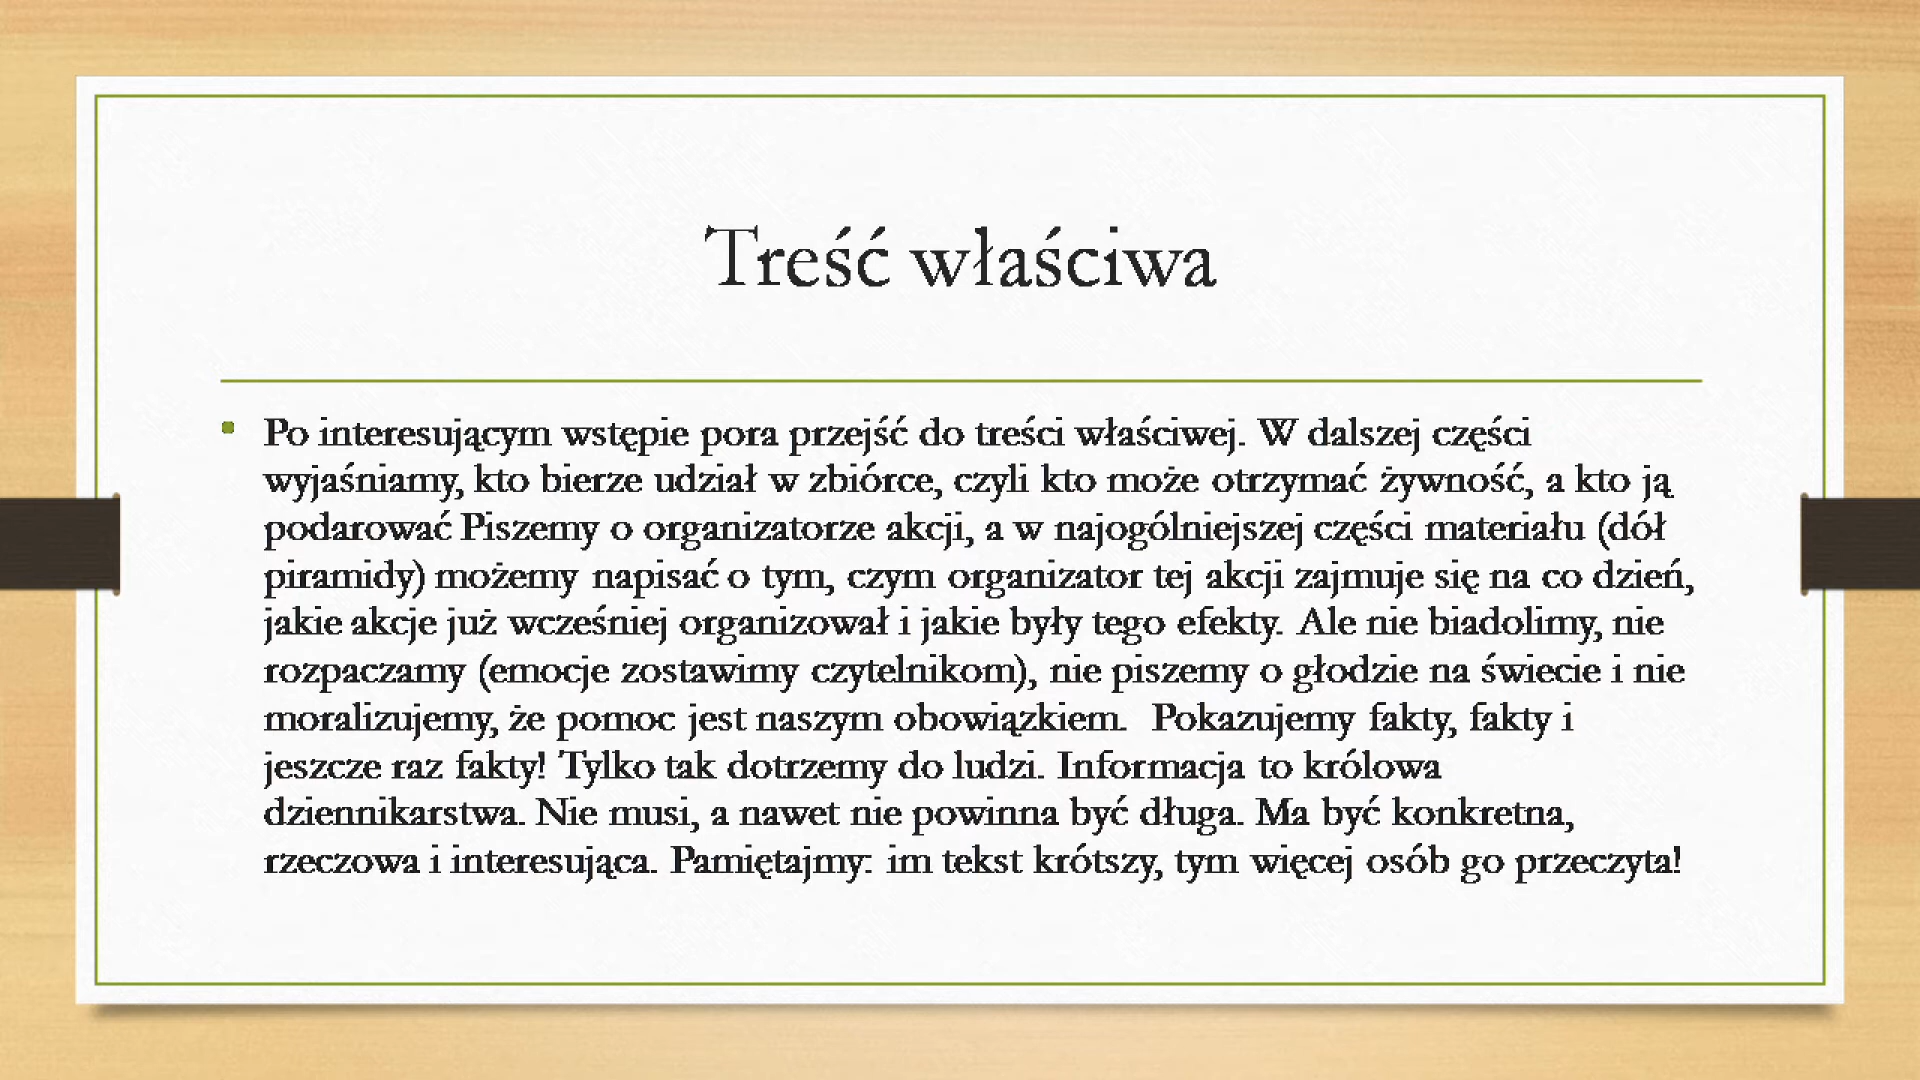 Treść właściwa
Po interesującym wstępie pora przejść do treści właściwej. W dalszej części
wyjaśniamy, kto bierze udział w zbiórce, czyli kto może otrzymać żywność, a kto ją
podarować Piszemy o organizatorze akcji, a w najogólniejszej części materiału (dół
piramidy) możemy napisać o tym, czym organizator tej akcji zajmuje się na co dzień,
jakie akcje już wcześniej organizował i jakie były tego efekty. Ale nie biadolimy, nie
rozpaczamy (emocje zostawimy czytelnikom), nie piszemy o głodzie na świecie i nie
moralizujemy, że pomoc jest naszym obowiązkiem.  Pokazujemy fakty, fakty i
jeszcze raz fakty! Tylko tak dotrzemy do ludzi. Informacja to królowa
dziennikarstwa. Nie musi, a nawet nie powinna być długa. Ma być konkretna,
rzeczowa i interesująca. Pamiętajmy: im tekst krótszy, tym więcej osób go przeczyta!